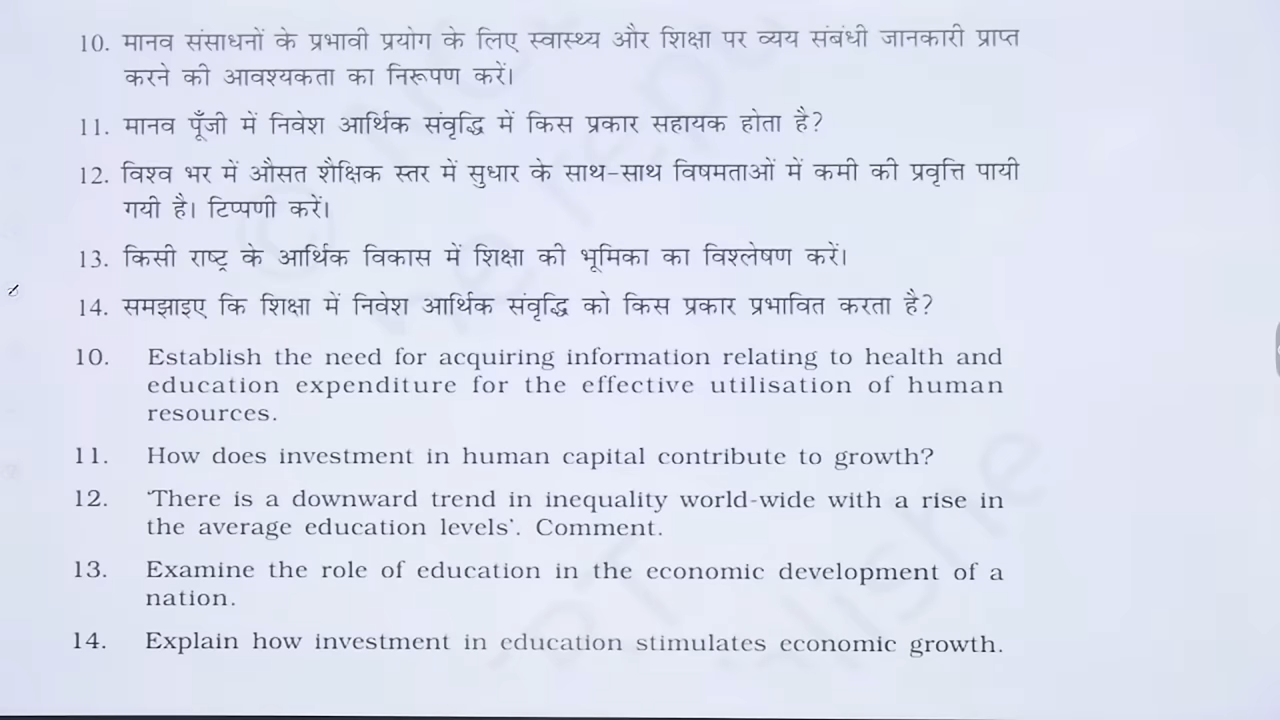 10. मानव संसाधनों के प्रभावी प्रयोग के लिए स्वास्थ्य और शिक्षा पर व्यय संबंधी जानकारी प्राप्त
करने की आवश्यकता का निरूपण करें।
11. मानव पूँजी में निवेश आर्थिक संवृद्धि में किस प्रकार सहायक होता है?
12. विश्व भर में औसत शैक्षिक स्तर में सुधार के साथ-साथ विषमताओं में कमी की प्रवृत्ति पायी
गयी है। टिप्पणी करें।
13. किसी राष्ट्र के आर्थिक विकास में शिक्षा की भूमिका का विश्लेषण करें।
14. समझाइए कि शिक्षा में निवेश आर्थिक संवृद्धि को किस प्रकार प्रभावित करता है?
10. Establish the need for acquiring information relating to health and
education expenditure for the effective utilisation of human
resources.
11. How does investment in human capital contribute to growth?
12. 'There is a downward trend in inequality world-wide with a rise in
the average education levels'. Comment.
13. Examine the role of education in the economic development of a
nation.
14. Explain how investment in education stimulates economic growth.